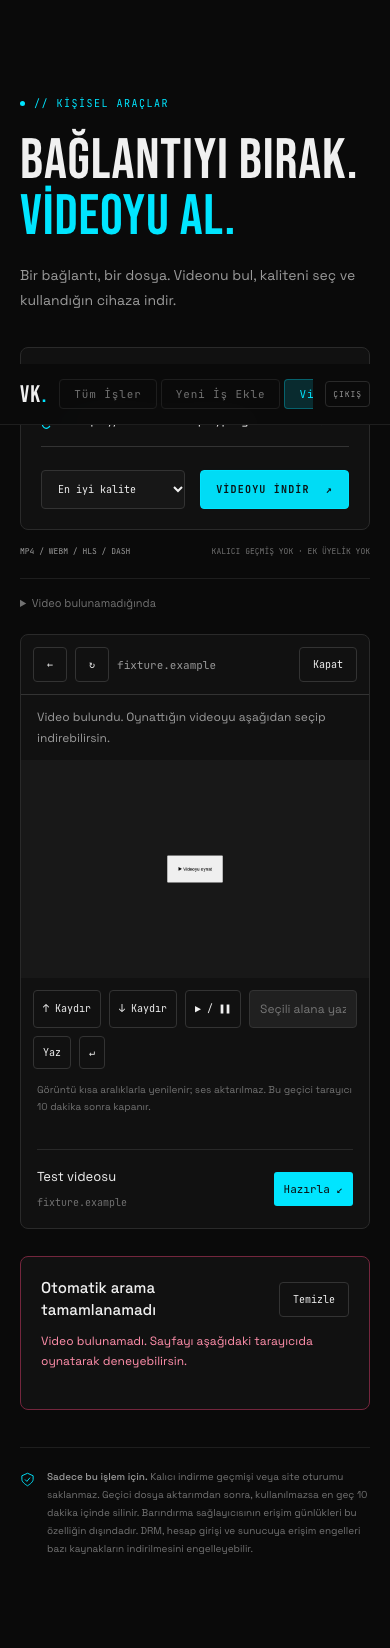 // KİŞİSEL ARAÇLAR
BAĞLANTIYI BIRAK.
VİDEOYU AL.
Bir bağlantı, bir dosya. Videonu bul, kaliteni seç ve
kullandığın cihaza indir.
VK.
Tüm İşler
Yeni İş Ekle
Vi
ÇIKIŞ
En iyi kalite
VİDEOYU İNDİR ↗
MP4 / WEBM / HLS / DASH
KALICI GEÇMİŞ YOK · EK ÜYELİK YOK
▶ Video bulunamadığında
← ↻ fixture.example Kapat
Video bulundu. Oynattığın videoyu aşağıdan seçip
indirebilirsin.
▶ Videoyu oynat
↑ Kaydır ↓ Kaydır ▶ / ❚❚ Seçili alana yaz
Yaz ↵
Görüntü kısa aralıklarla yenilenir; ses aktarılmaz. Bu geçici tarayıcı
10 dakika sonra kapanır.
Test videosu
fixture.example
Hazırla ↙
Otomatik arama
tamamlanamadı
Temizle
Video bulunamadı. Sayfayı aşağıdaki tarayıcıda
oynatarak deneyebilirsin.
Sadece bu işlem için. Kalıcı indirme geçmişi veya site oturumu
saklanmaz. Geçici dosya aktarımdan sonra, kullanılmazsa en geç 10
dakika içinde silinir. Barındırma sağlayıcısının erişim günlükleri bu
özelliğin dışındadır. DRM, hesap girişi ve sunucuya erişim engelleri
bazı kaynakların indirilmesini engelleyebilir.